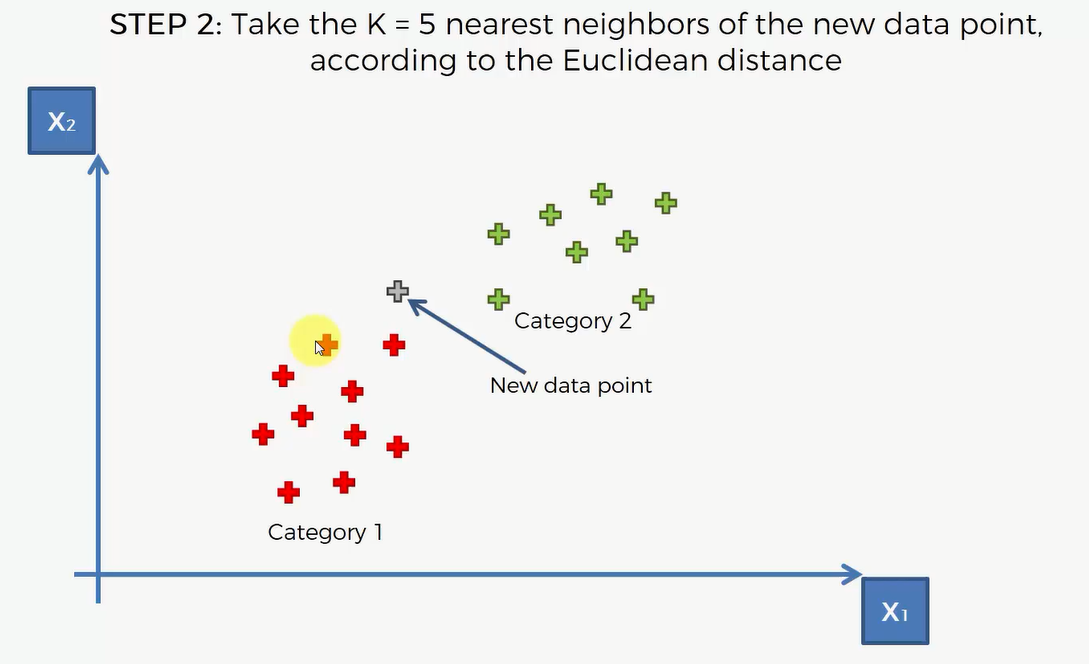 STEP 2: Take the K = 5 nearest neighbors of the new data point,
according to the Euclidean distance
X2
Category 2
New data point
Category 1
X1